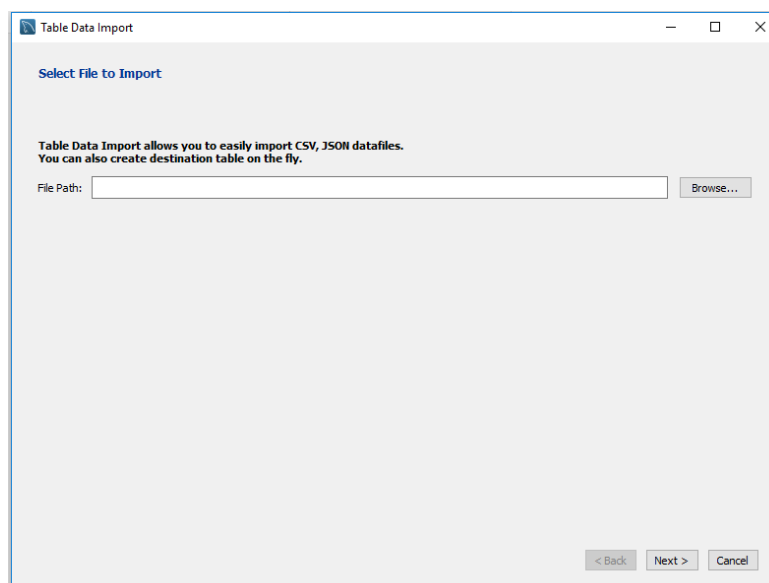 Table Data Import
Select File to Import
Table Data Import allows you to easily import CSV, JSON datafiles.
You can also create destination table on the fly.
File Path:
Browse...
< Back
Next >
Cancel